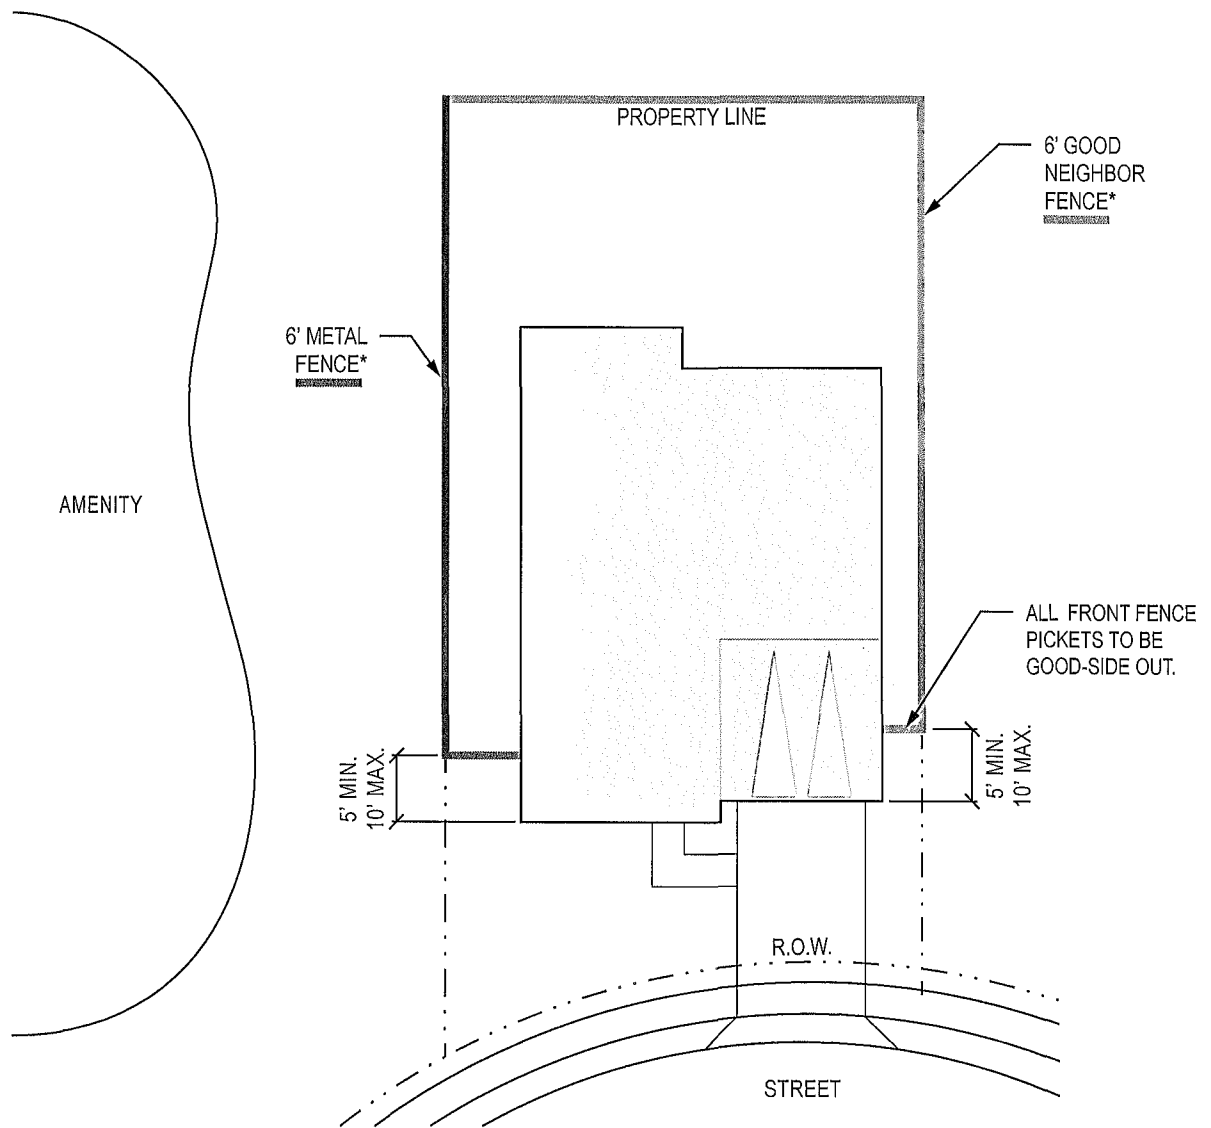 PROPERTY LINE
6' GOOD
NEIGHBOR
FENCE*
6' METAL
FENCE*
AMENITY
ALL FRONT FENCE
PICKETS TO BE
GOOD-SIDE OUT.
5' MIN.
10' MAX.
5' MIN.
10' MAX.
R.O.W.
STREET